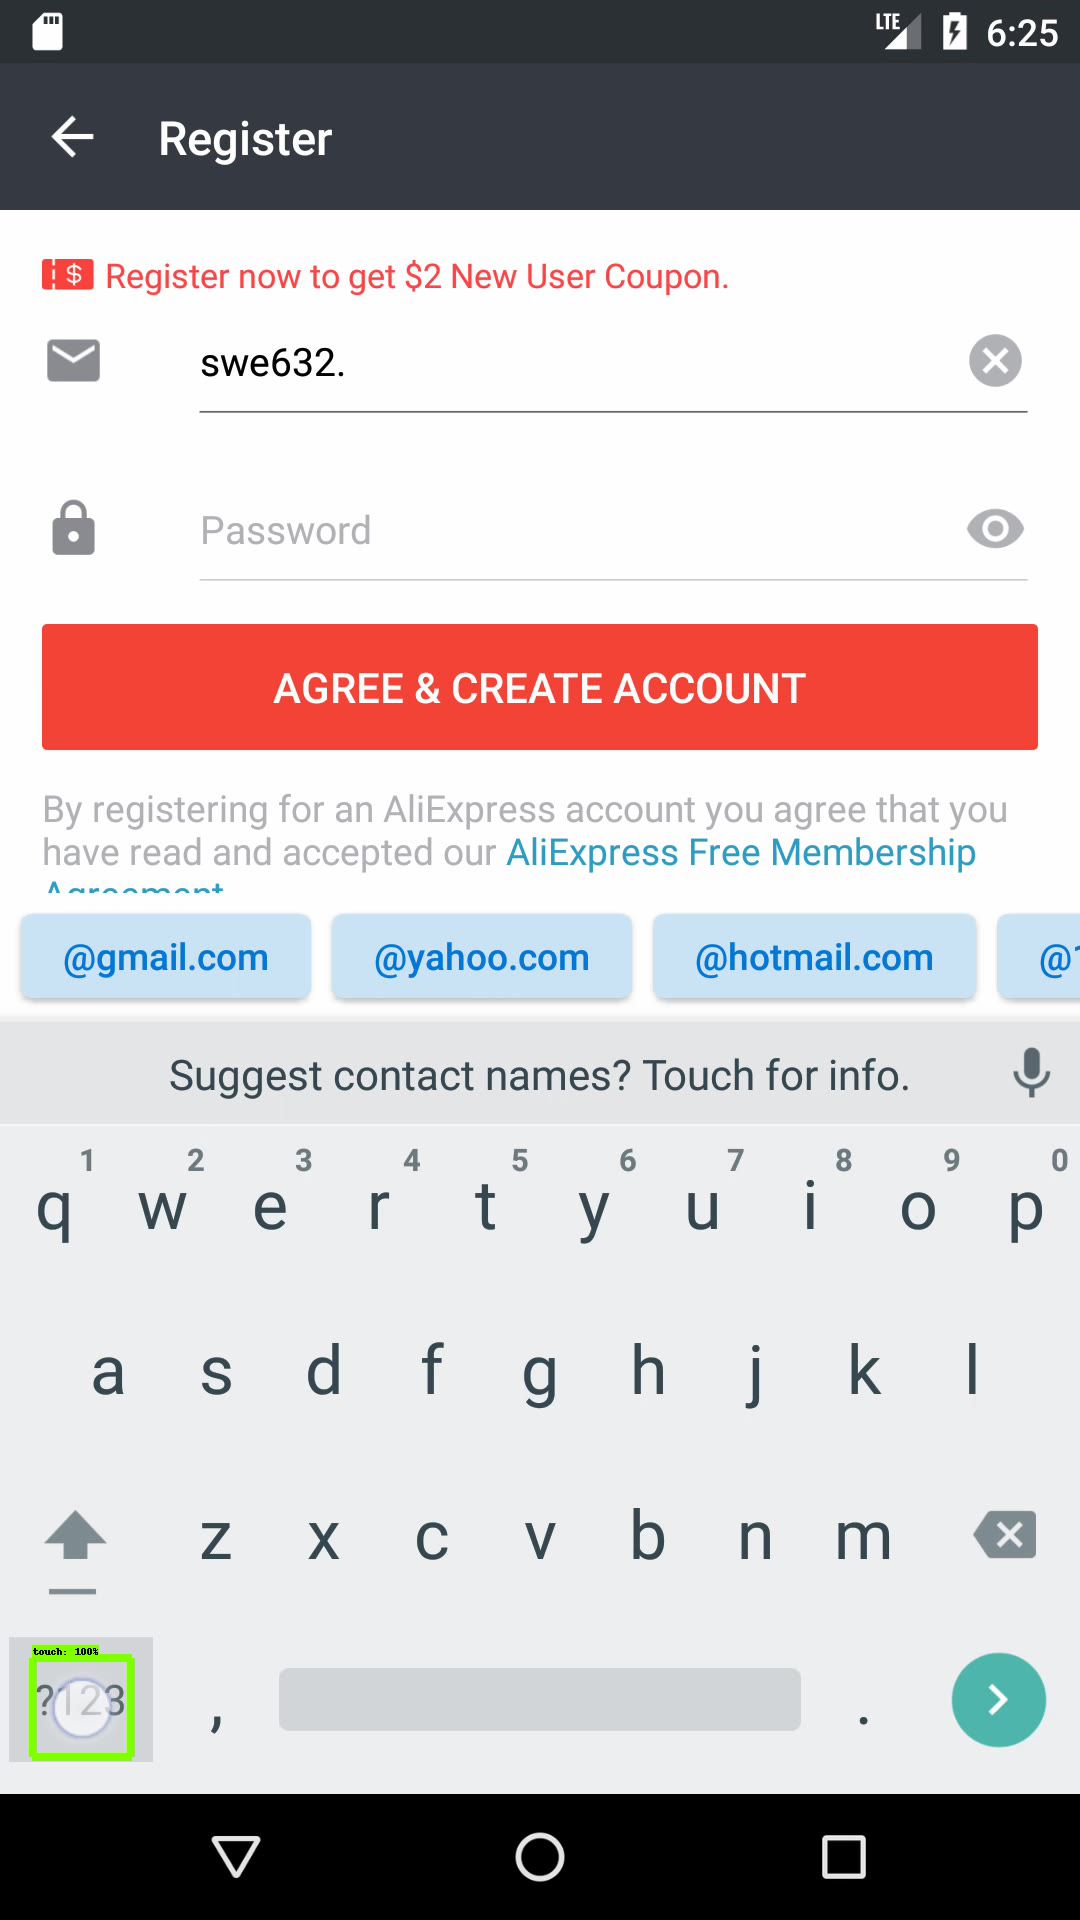 LTE 6:25
Register
Register now to get $2 New User Coupon.
swe632.
Password
AGREE & CREATE ACCOUNT
By registering for an AliExpress account you agree that you
have read and accepted our AliExpress Free Membership
Agreement
@gmail.com @yahoo.com @hotmail.com @1
Suggest contact names? Touch for info.
1 2 3 4 5 6 7 8 9 0
q w e r t y u i o p
a s d f g h j k l
z x c v b n m
touch: 100%
?123 , .